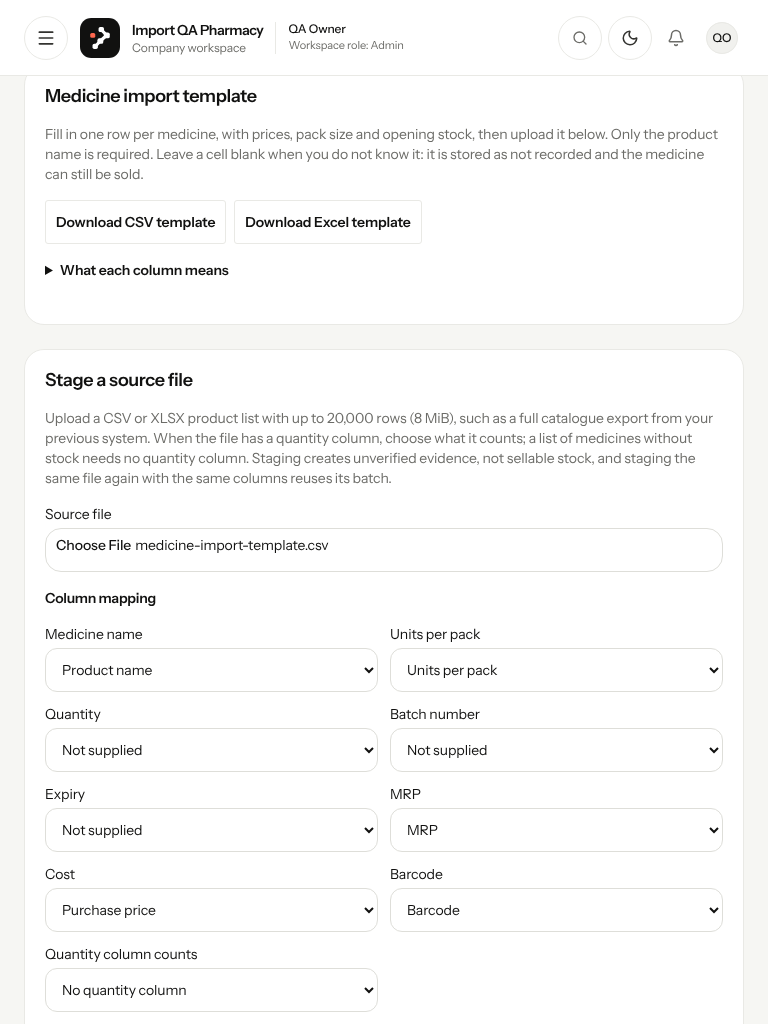 Import QA Pharmacy
Company workspace
QA Owner
Workspace role: Admin
QO
Medicine import template
Fill in one row per medicine, with prices, pack size and opening stock, then upload it below. Only the product
name is required. Leave a cell blank when you do not know it: it is stored as not recorded and the medicine
can still be sold.
Download CSV template
Download Excel template
What each column means
Stage a source file
Upload a CSV or XLSX product list with up to 20,000 rows (8 MiB), such as a full catalogue export from your
previous system. When the file has a quantity column, choose what it counts; a list of medicines without
stock needs no quantity column. Staging creates unverified evidence, not sellable stock, and staging the
same file again with the same columns reuses its batch.
Source file
Choose File medicine-import-template.csv
Column mapping
Medicine name
Units per pack
Product name
Units per pack
Quantity
Batch number
Not supplied
Not supplied
Expiry
MRP
Not supplied
MRP
Cost
Barcode
Purchase price
Barcode
Quantity column counts
No quantity column